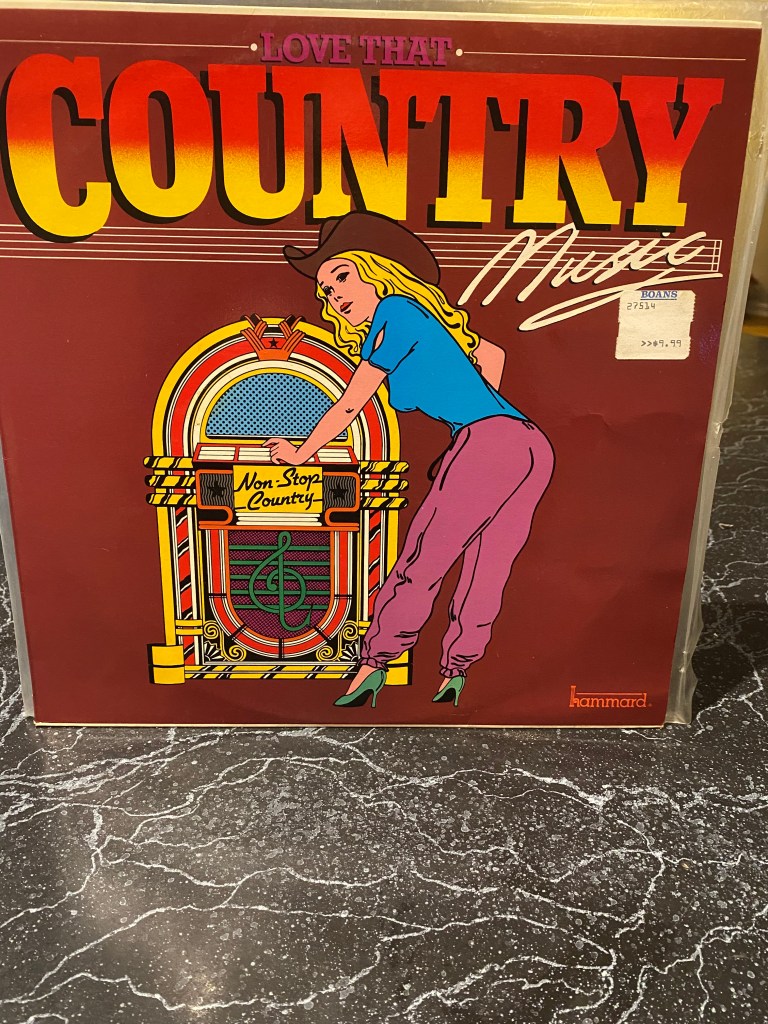 LOVE THAT
COUNTRY
Music
BOANS
27514
>>$9.99
Non-Stop
Country
hammard